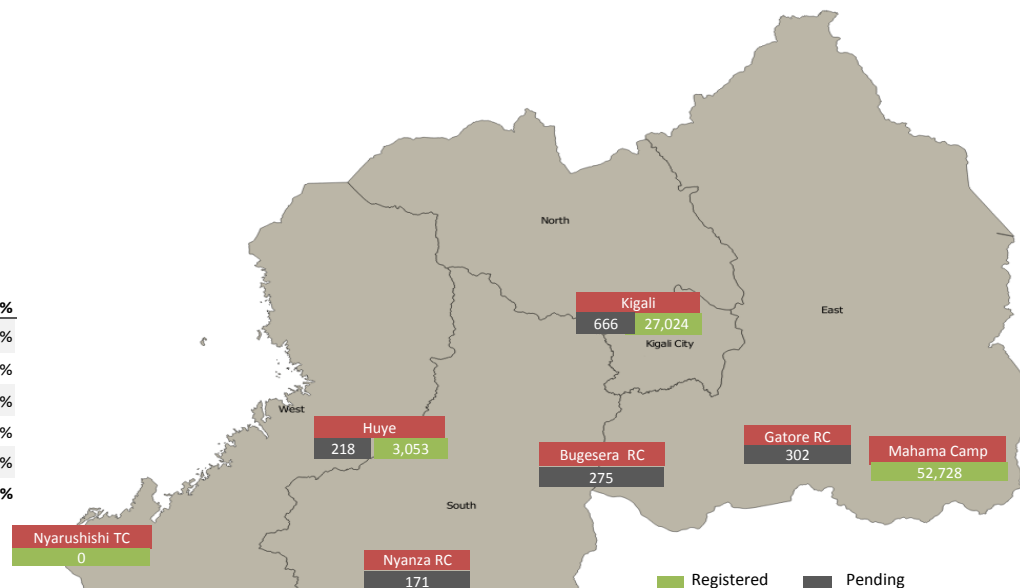 North
%
Kigali
East
%
666 27,024
Kigali City
%
%
West
Huye
Gatore RC
%
218 3,053
Bugesera RC
302
Mahama Camp
%
275
52,728
%
South
Nyarushishi TC
0
Nyanza RC
171
Registered
Pending